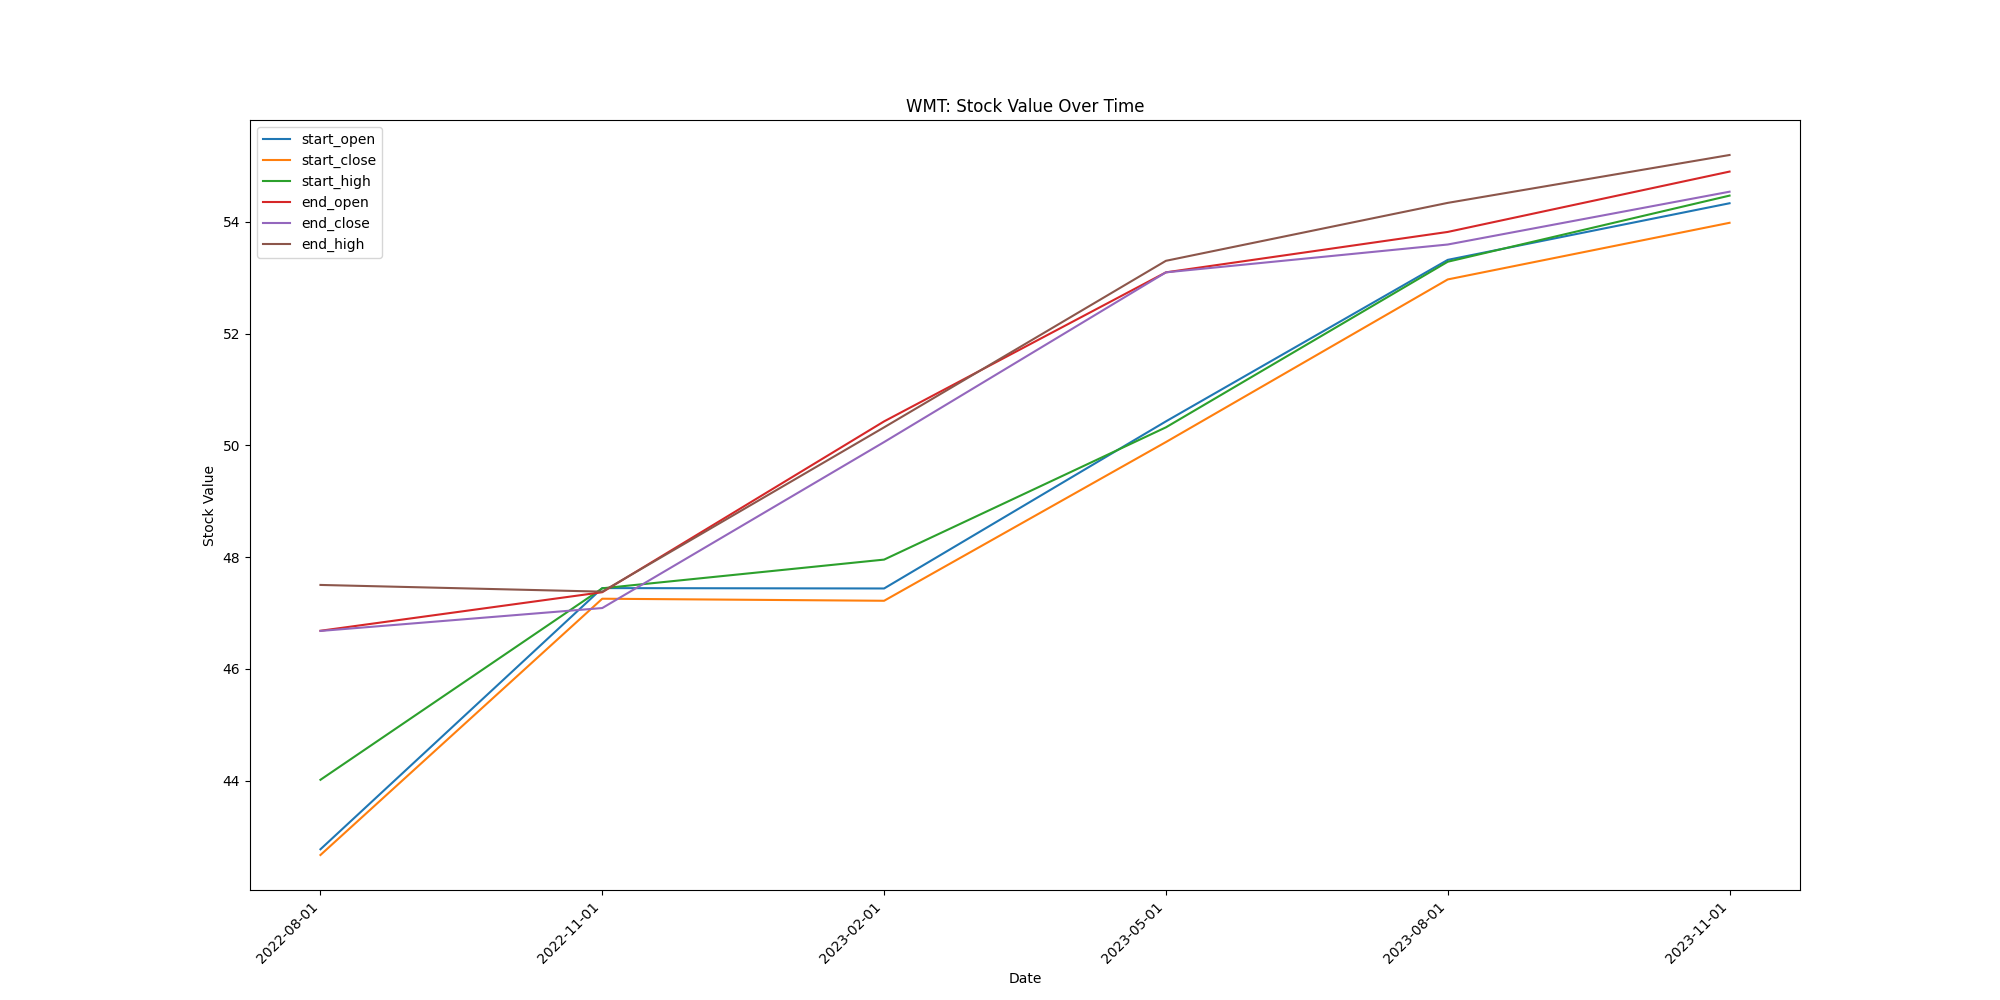 WMT: Stock Value Over Time
start_open
start_close
start_high
end_open
end_close
end_high
54
52
50
48
46
44
Stock Value
2022-08-01
2022-11-01
2023-02-01
2023-05-01
2023-08-01
2023-11-01
Date